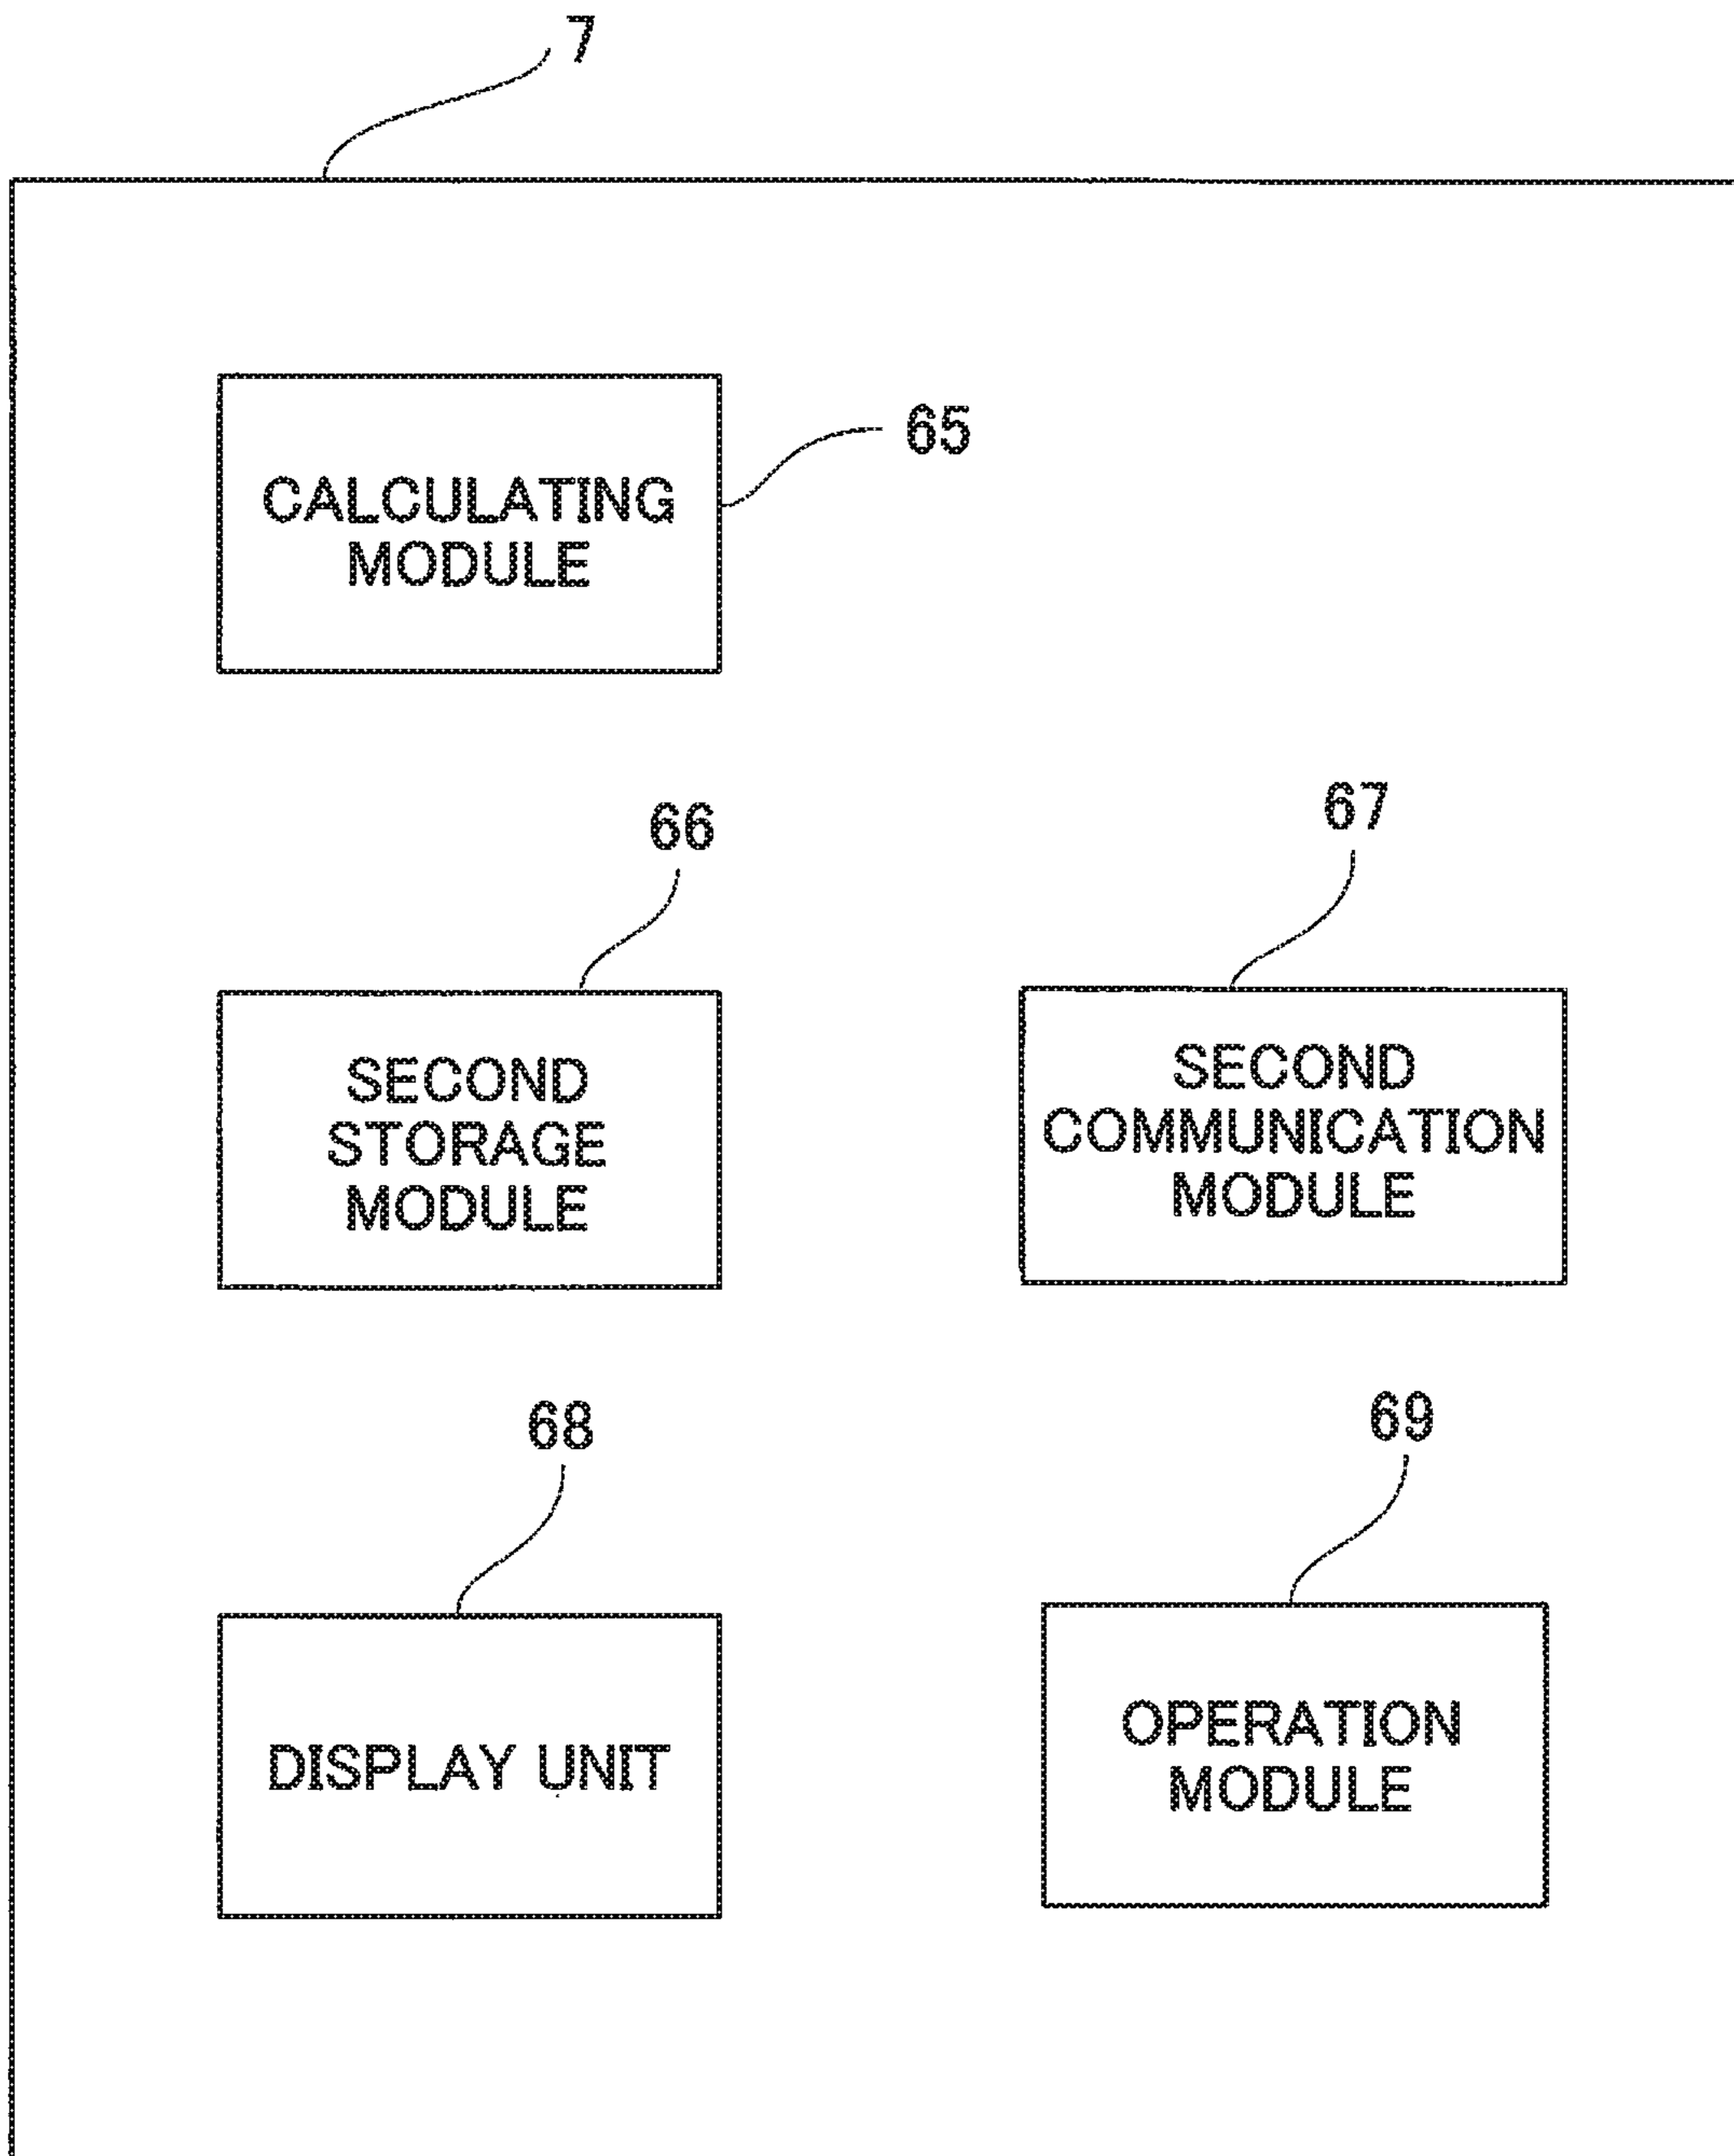 7
65
CALCULATING
MODULE
66
67
SECOND
STORAGE
MODULE
SECOND
COMMUNICATION
MODULE
68
69
DISPLAY UNIT
OPERATION
MODULE